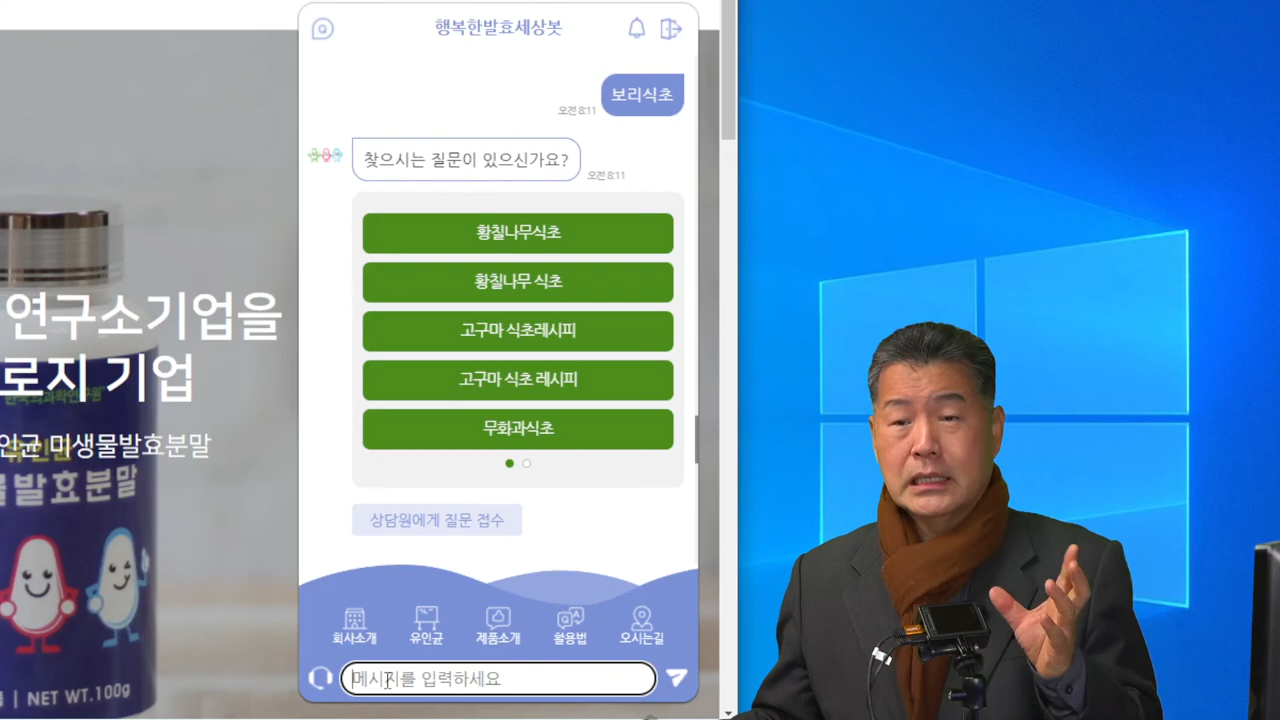 행복한발효세상봇
보리식초
오전 8:11
찾으시는 질문이 있으신가요?
오전 8:11
황칠나무식초
황칠나무 식초
고구마 식초레시피
고구마 식초 레시피
무화과식초
상담원에게 질문 접수
회사소개
유인균
제품소개
활용법
오시는길
메시지를 입력하세요
연구소기업을
로지 기업
인균 미생물발효분말
물발효분말
NET WT.100g